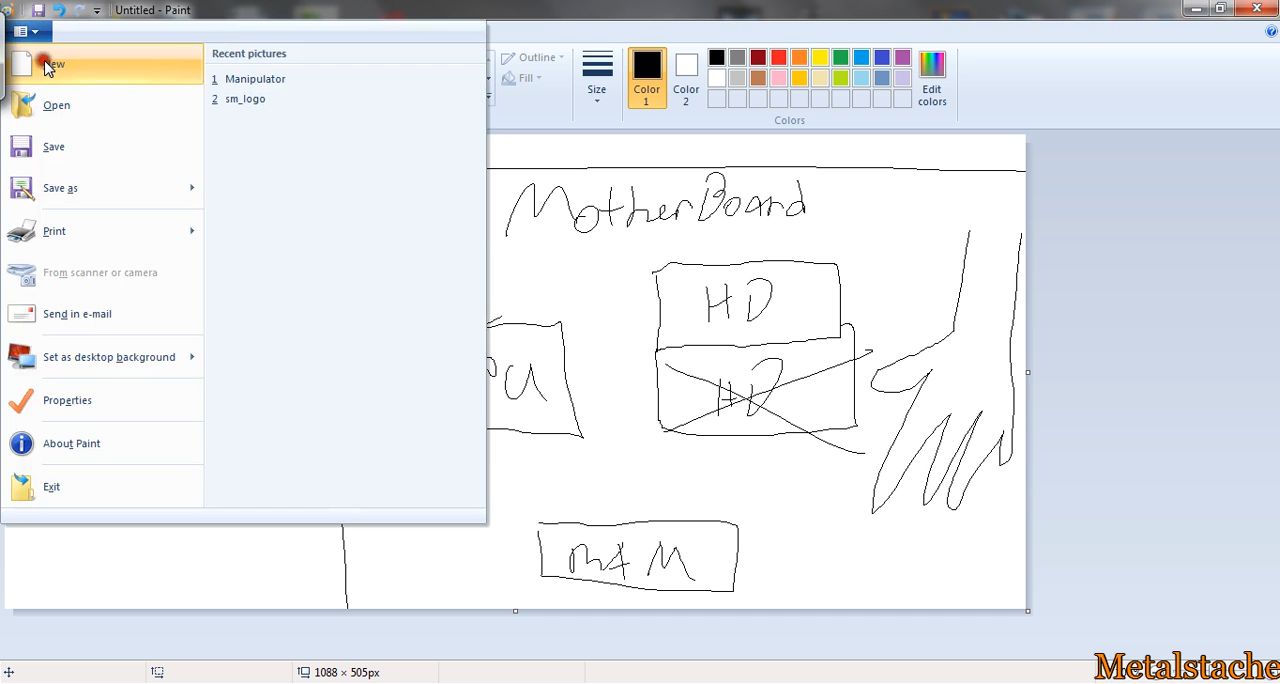 Untitled - Paint
New
Open
Save
Save as
Print
From scanner or camera
Send in e-mail
Set as desktop background
Properties
About Paint
Exit
Recent pictures
1 Manipulator
2 sm_logo
Outline
Fill
Size
Color 1
Color 2
Edit colors
Colors
MotherBoard
HD
HD
RAM
1088 × 505px
Metalstache